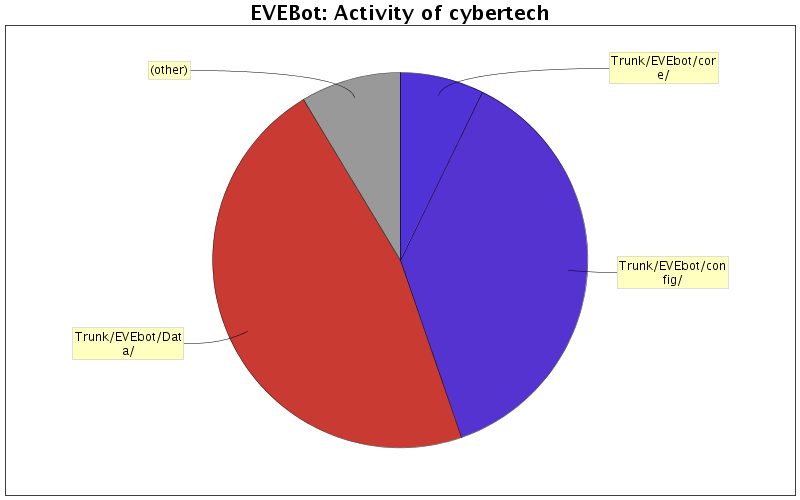 EVEBot: Activity of cybertech
(other)
Trunk/EVEbot/cor
e/
Trunk/EVEbot/con
fig/
Trunk/EVEbot/Dat
a/